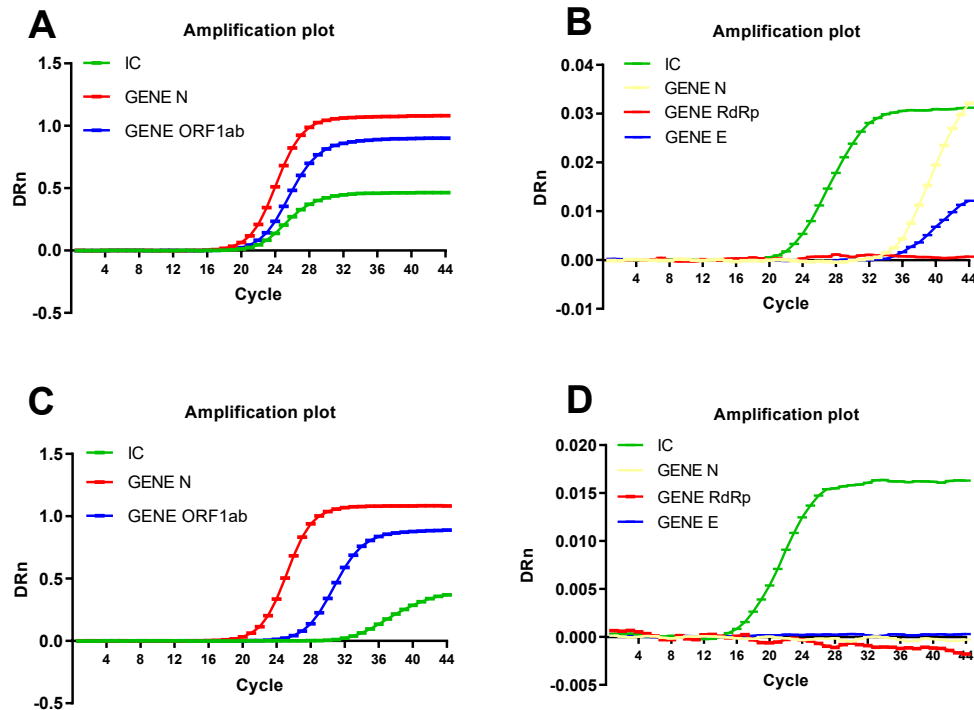 A
Amplification plot
IC
GENE N
GENE ORF1ab
1.5
1.0
0.5
0.0
-0.5
DRn
4 8 12 16 20 24 28 32 36 40 44
Cycle
B
Amplification plot
IC
GENE N
GENE RdRp
GENE E
0.04
0.03
0.02
0.01
0.00
-0.01
DRn
4 8 12 16 20 24 28 32 36 40 44
Cycle
C
Amplification plot
IC
GENE N
GENE ORF1ab
1.5
1.0
0.5
0.0
-0.5
DRn
4 8 12 16 20 24 28 32 36 40 44
Cycle
D
Amplification plot
IC
GENE N
GENE RdRp
GENE E
0.020
0.015
0.010
0.005
0.000
-0.005
DRn
4 8 12 16 20 24 28 32 36 40 44
Cycle